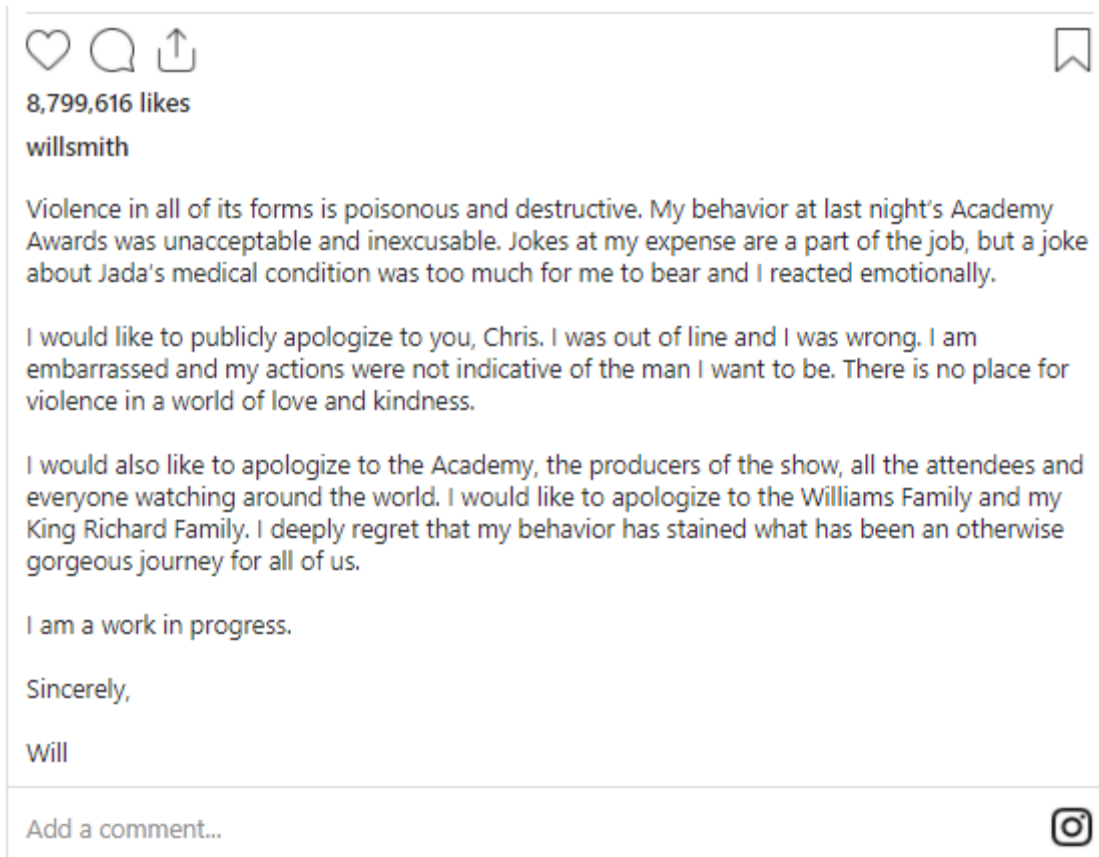 8,799,616 likes
willsmith
Violence in all of its forms is poisonous and destructive. My behavior at last night’s Academy
Awards was unacceptable and inexcusable. Jokes at my expense are a part of the job, but a joke
about Jada’s medical condition was too much for me to bear and I reacted emotionally.
I would like to publicly apologize to you, Chris. I was out of line and I was wrong. I am
embarrassed and my actions were not indicative of the man I want to be. There is no place for
violence in a world of love and kindness.
I would also like to apologize to the Academy, the producers of the show, all the attendees and
everyone watching around the world. I would like to apologize to the Williams Family and my
King Richard Family. I deeply regret that my behavior has stained what has been an otherwise
gorgeous journey for all of us.
I am a work in progress.
Sincerely,
Will
Add a comment...